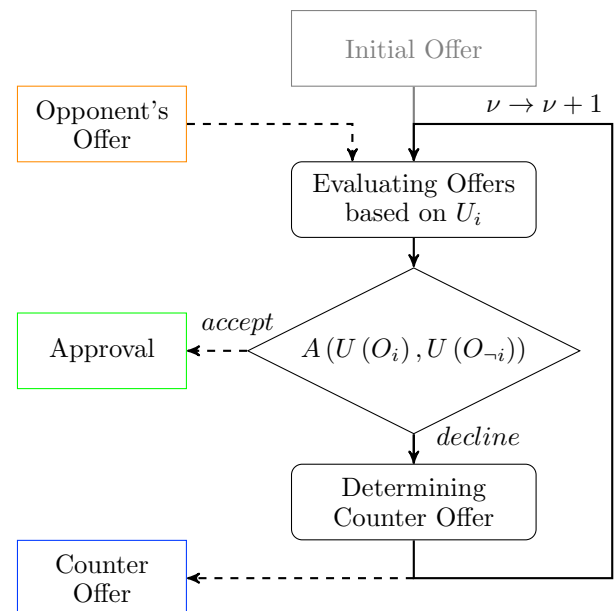 Initial Offer
ν → ν + 1
Opponent's
Offer
Evaluating Offers
based on U_i
accept
Approval
A (U (O_i) , U (O_¬i))
decline
Determining
Counter Offer
Counter
Offer